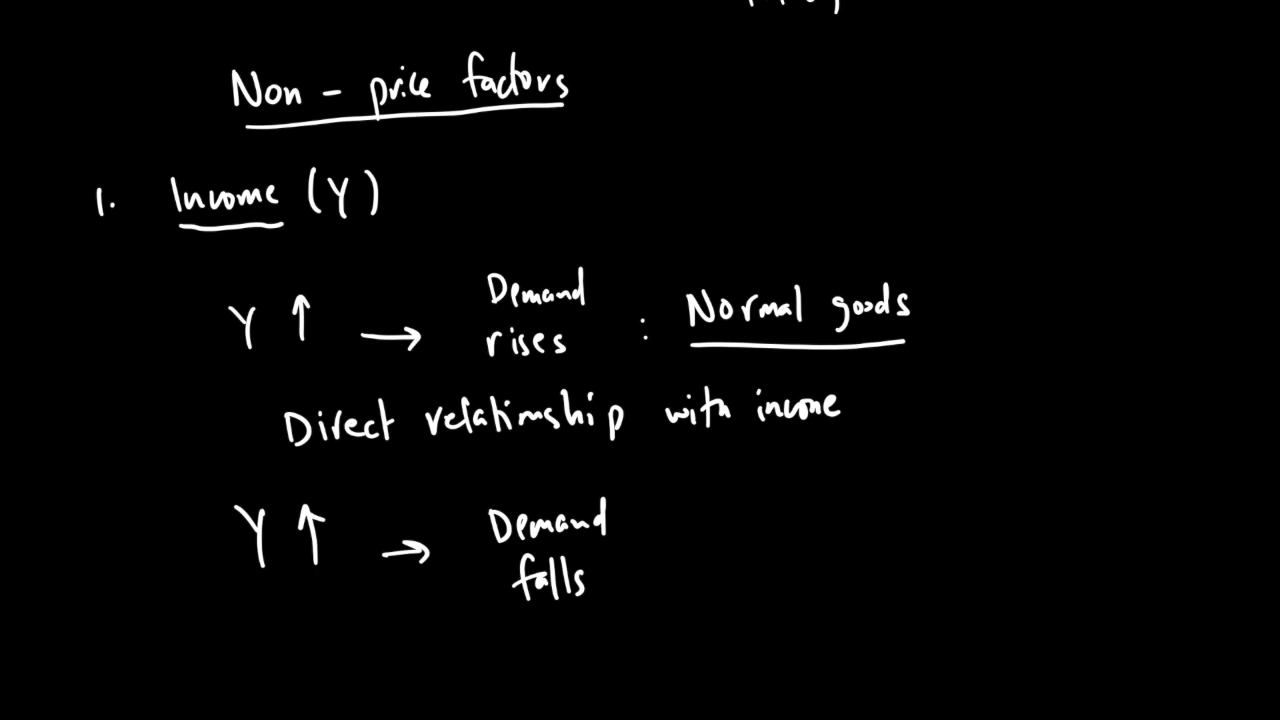 Non - price factors
1. Income (Y)
Y ↑ → Demand rises : Normal goods
Direct relationship with income
Y ↑ → Demand falls